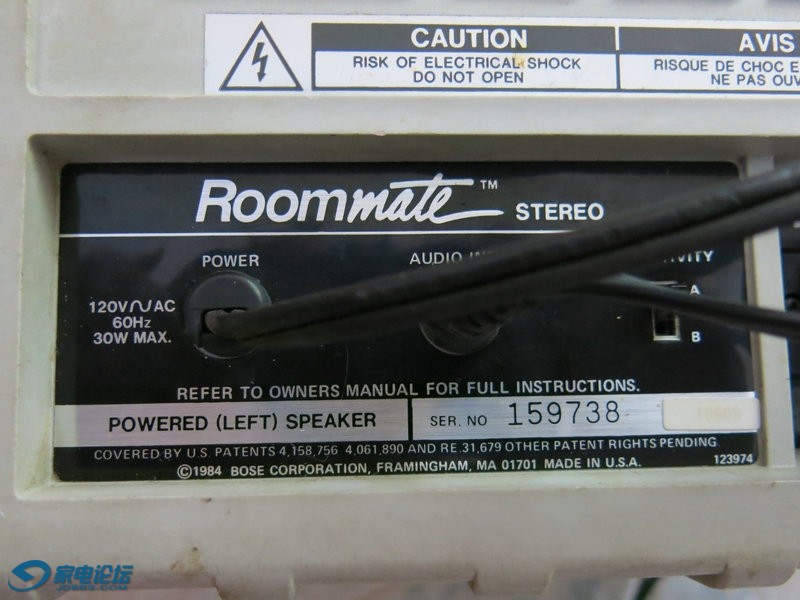 CAUTION
RISK OF ELECTRICAL SHOCK
DO NOT OPEN
AVIS
RISQUE DE CHOC
NE PAS
Roommate™ STEREO
POWER
AUDIO
120V AC
60Hz
30W MAX.
A
B
REFER TO OWNERS MANUAL FOR FULL INSTRUCTIONS.
POWERED (LEFT) SPEAKER
SER. NO 159738
COVERED BY U.S. PATENTS 4,158,756 4,061,890 AND RE.31,679 OTHER PATENT RIGHTS PENDING
©1984 BOSE CORPORATION, FRAMINGHAM, MA 01701 MADE IN U.S.A.
123974
家电论坛
JDBBS.COM